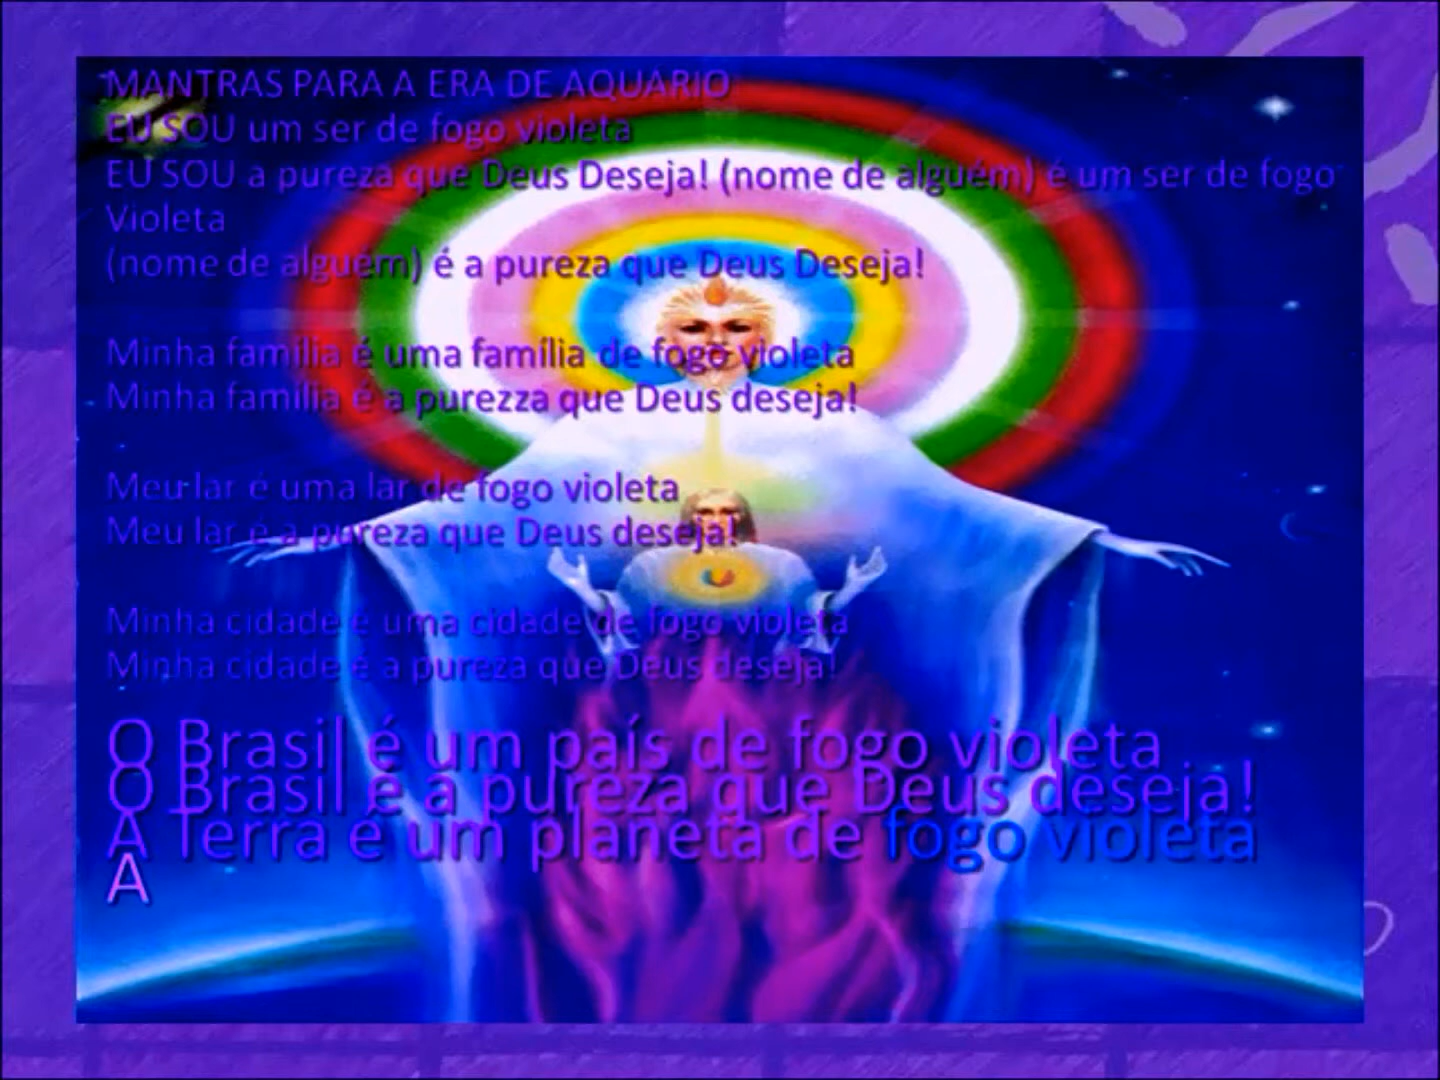 MANTRAS PARA A ERA DE AQUÁRIO
EU SOU um ser de fogo violeta
EU SOU a pureza que Deus Deseja! (nome de alguém) é um ser de fogo
Violeta
(nome de alguém) é a pureza que Deus Deseja!
Minha família é uma família de fogo violeta
Minha família é a purezza que Deus deseja!
Meu lar é uma lar de fogo violeta
Meu lar é a pureza que Deus deseja!
Minha cidade é uma cidade de fogo violeta
Minha cidade é a pureza que Deus deseja!
O Brasil é um país de fogo violeta
O Brasil é a pureza que Deus deseja!
A Terra é um planeta de fogo violeta
A